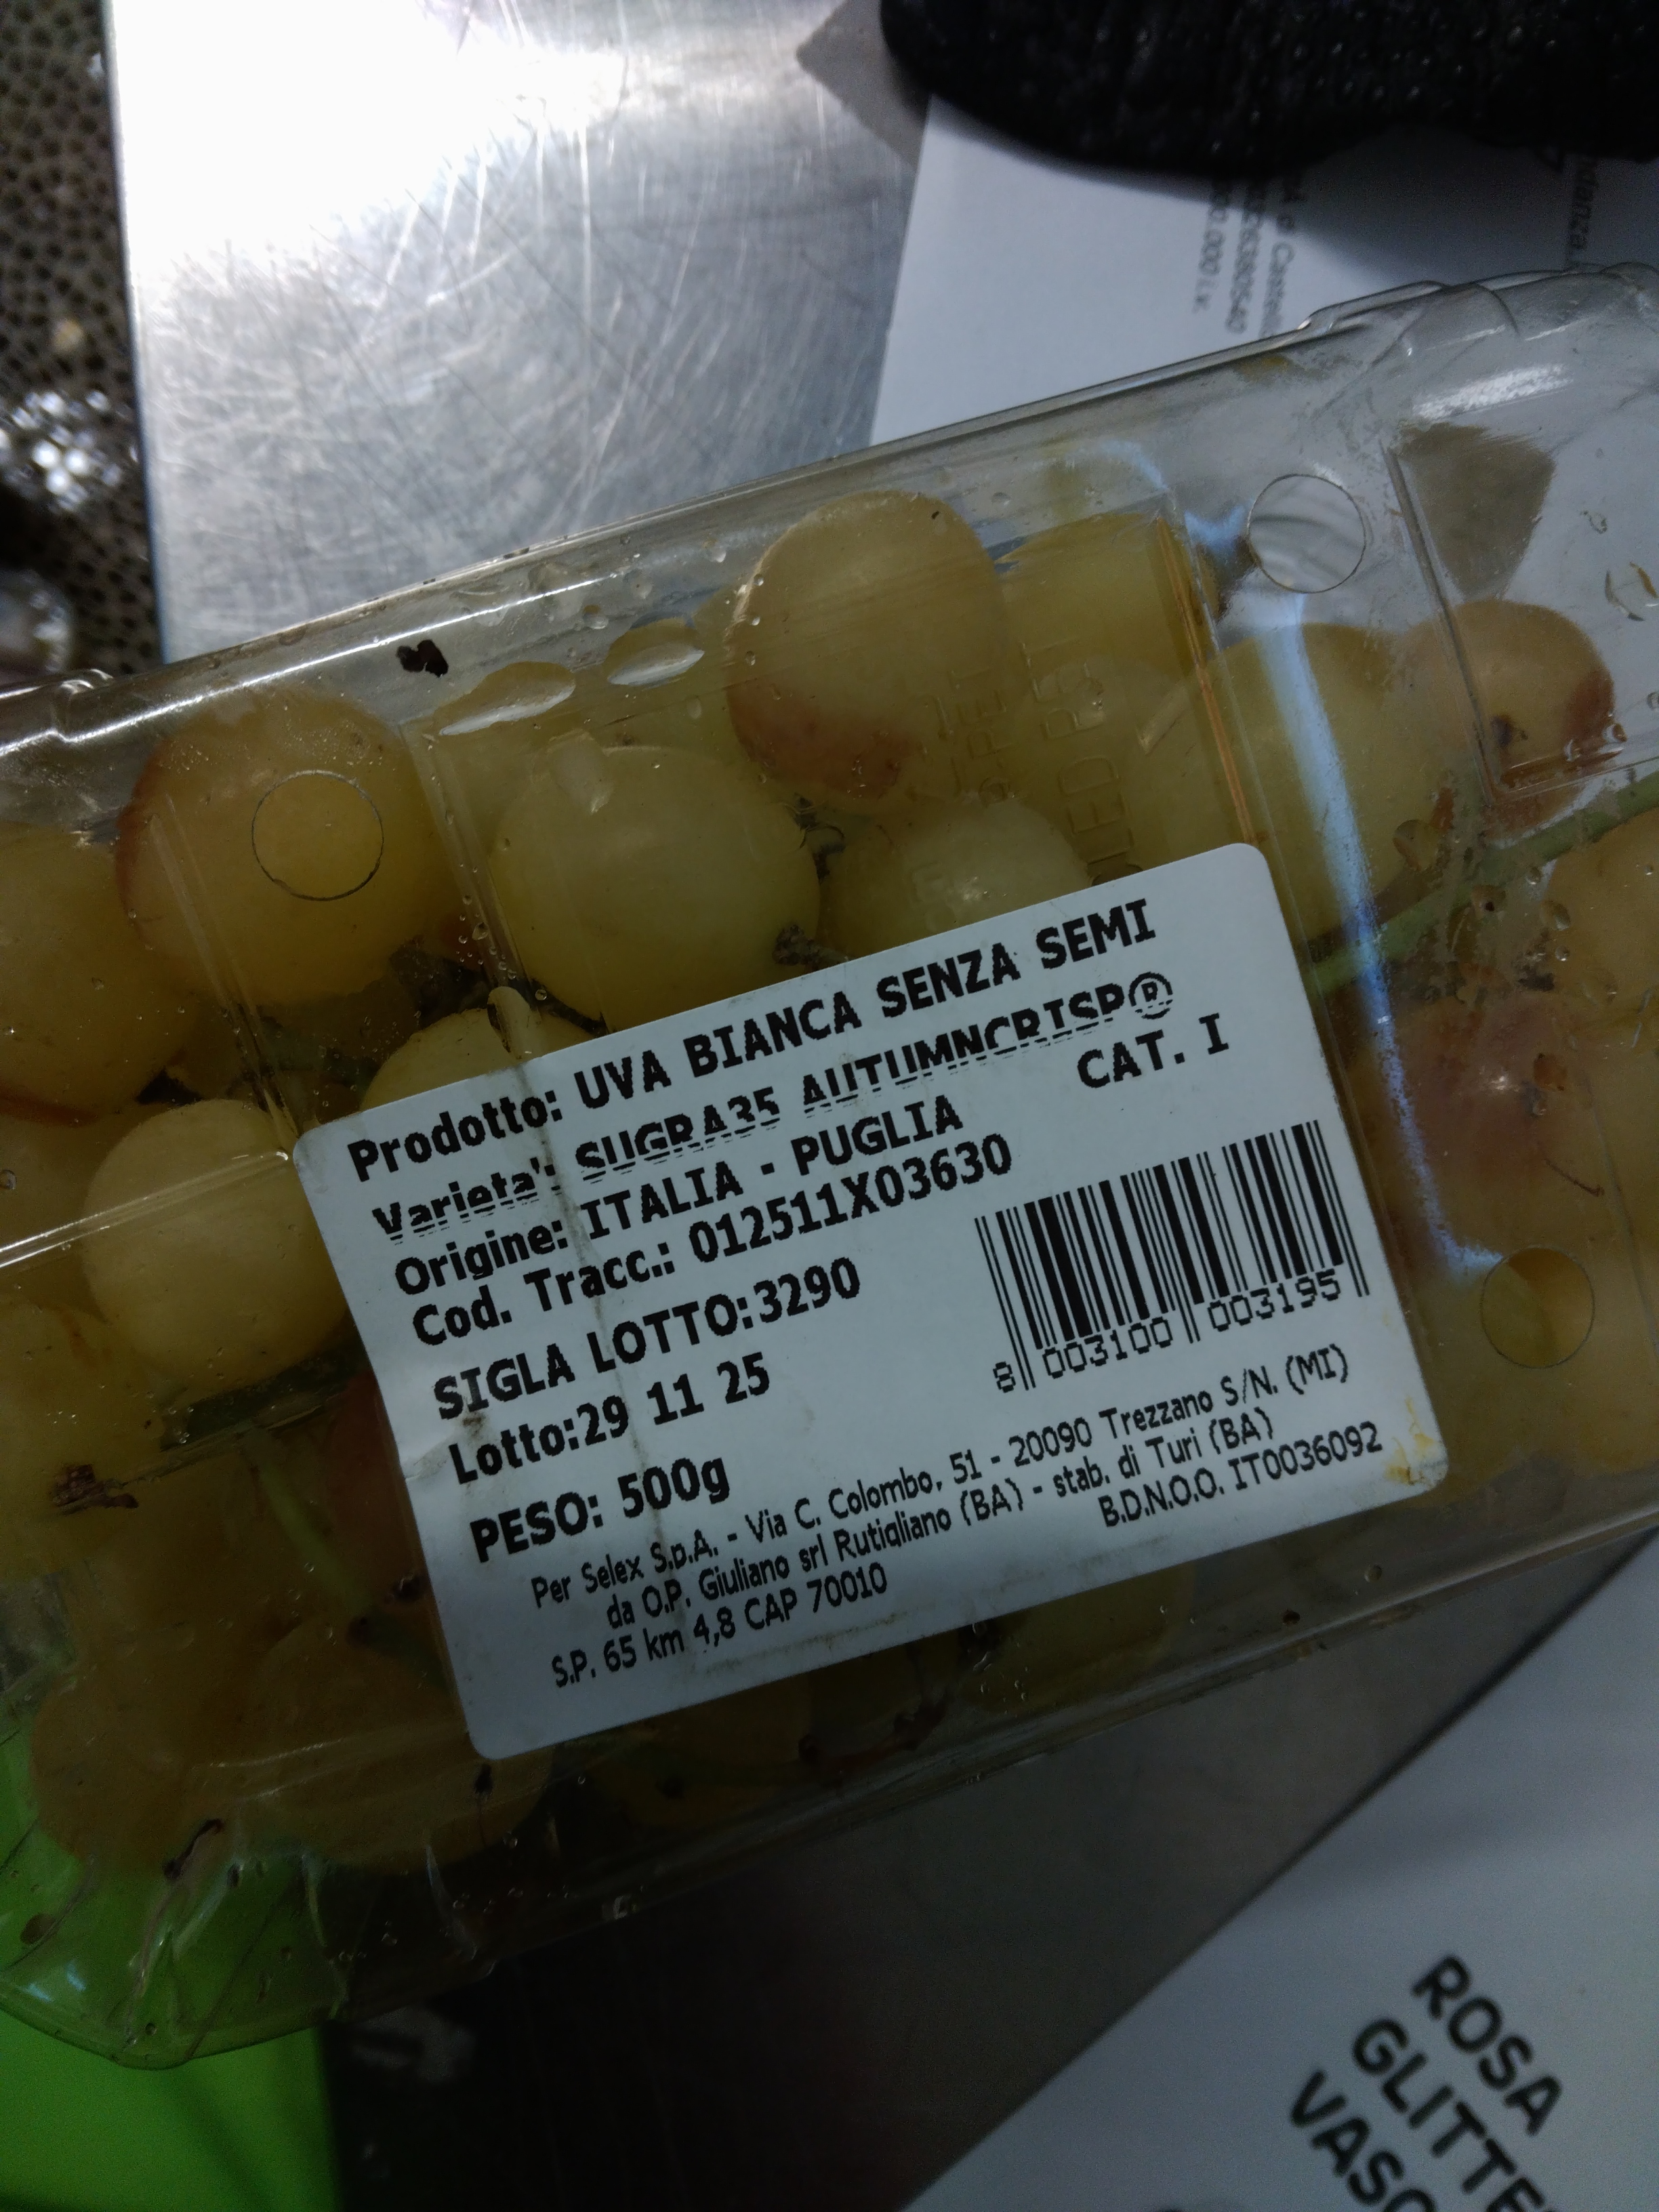 Prodotto: UVA BIANCA SENZA SEMI
Varieta': SUGRA35 AUTUMNCRISP®
Origine: ITALIA - PUGLIA CAT. I
Cod. Tracc.: 012511X03630
SIGLA LOTTO:3290
Lotto:29 11 25
PESO: 500g
8 003100 003195
Per Selex S.p.A. - Via C. Colombo, 51 - 20090 Trezzano S/N. (MI)
da O.P. Giuliano srl Rutigliano (BA) - stab. di Turi (BA)
S.P. 65 km 4,8 CAP 70010 B.D.N.O.O. IT0036092
ROSA